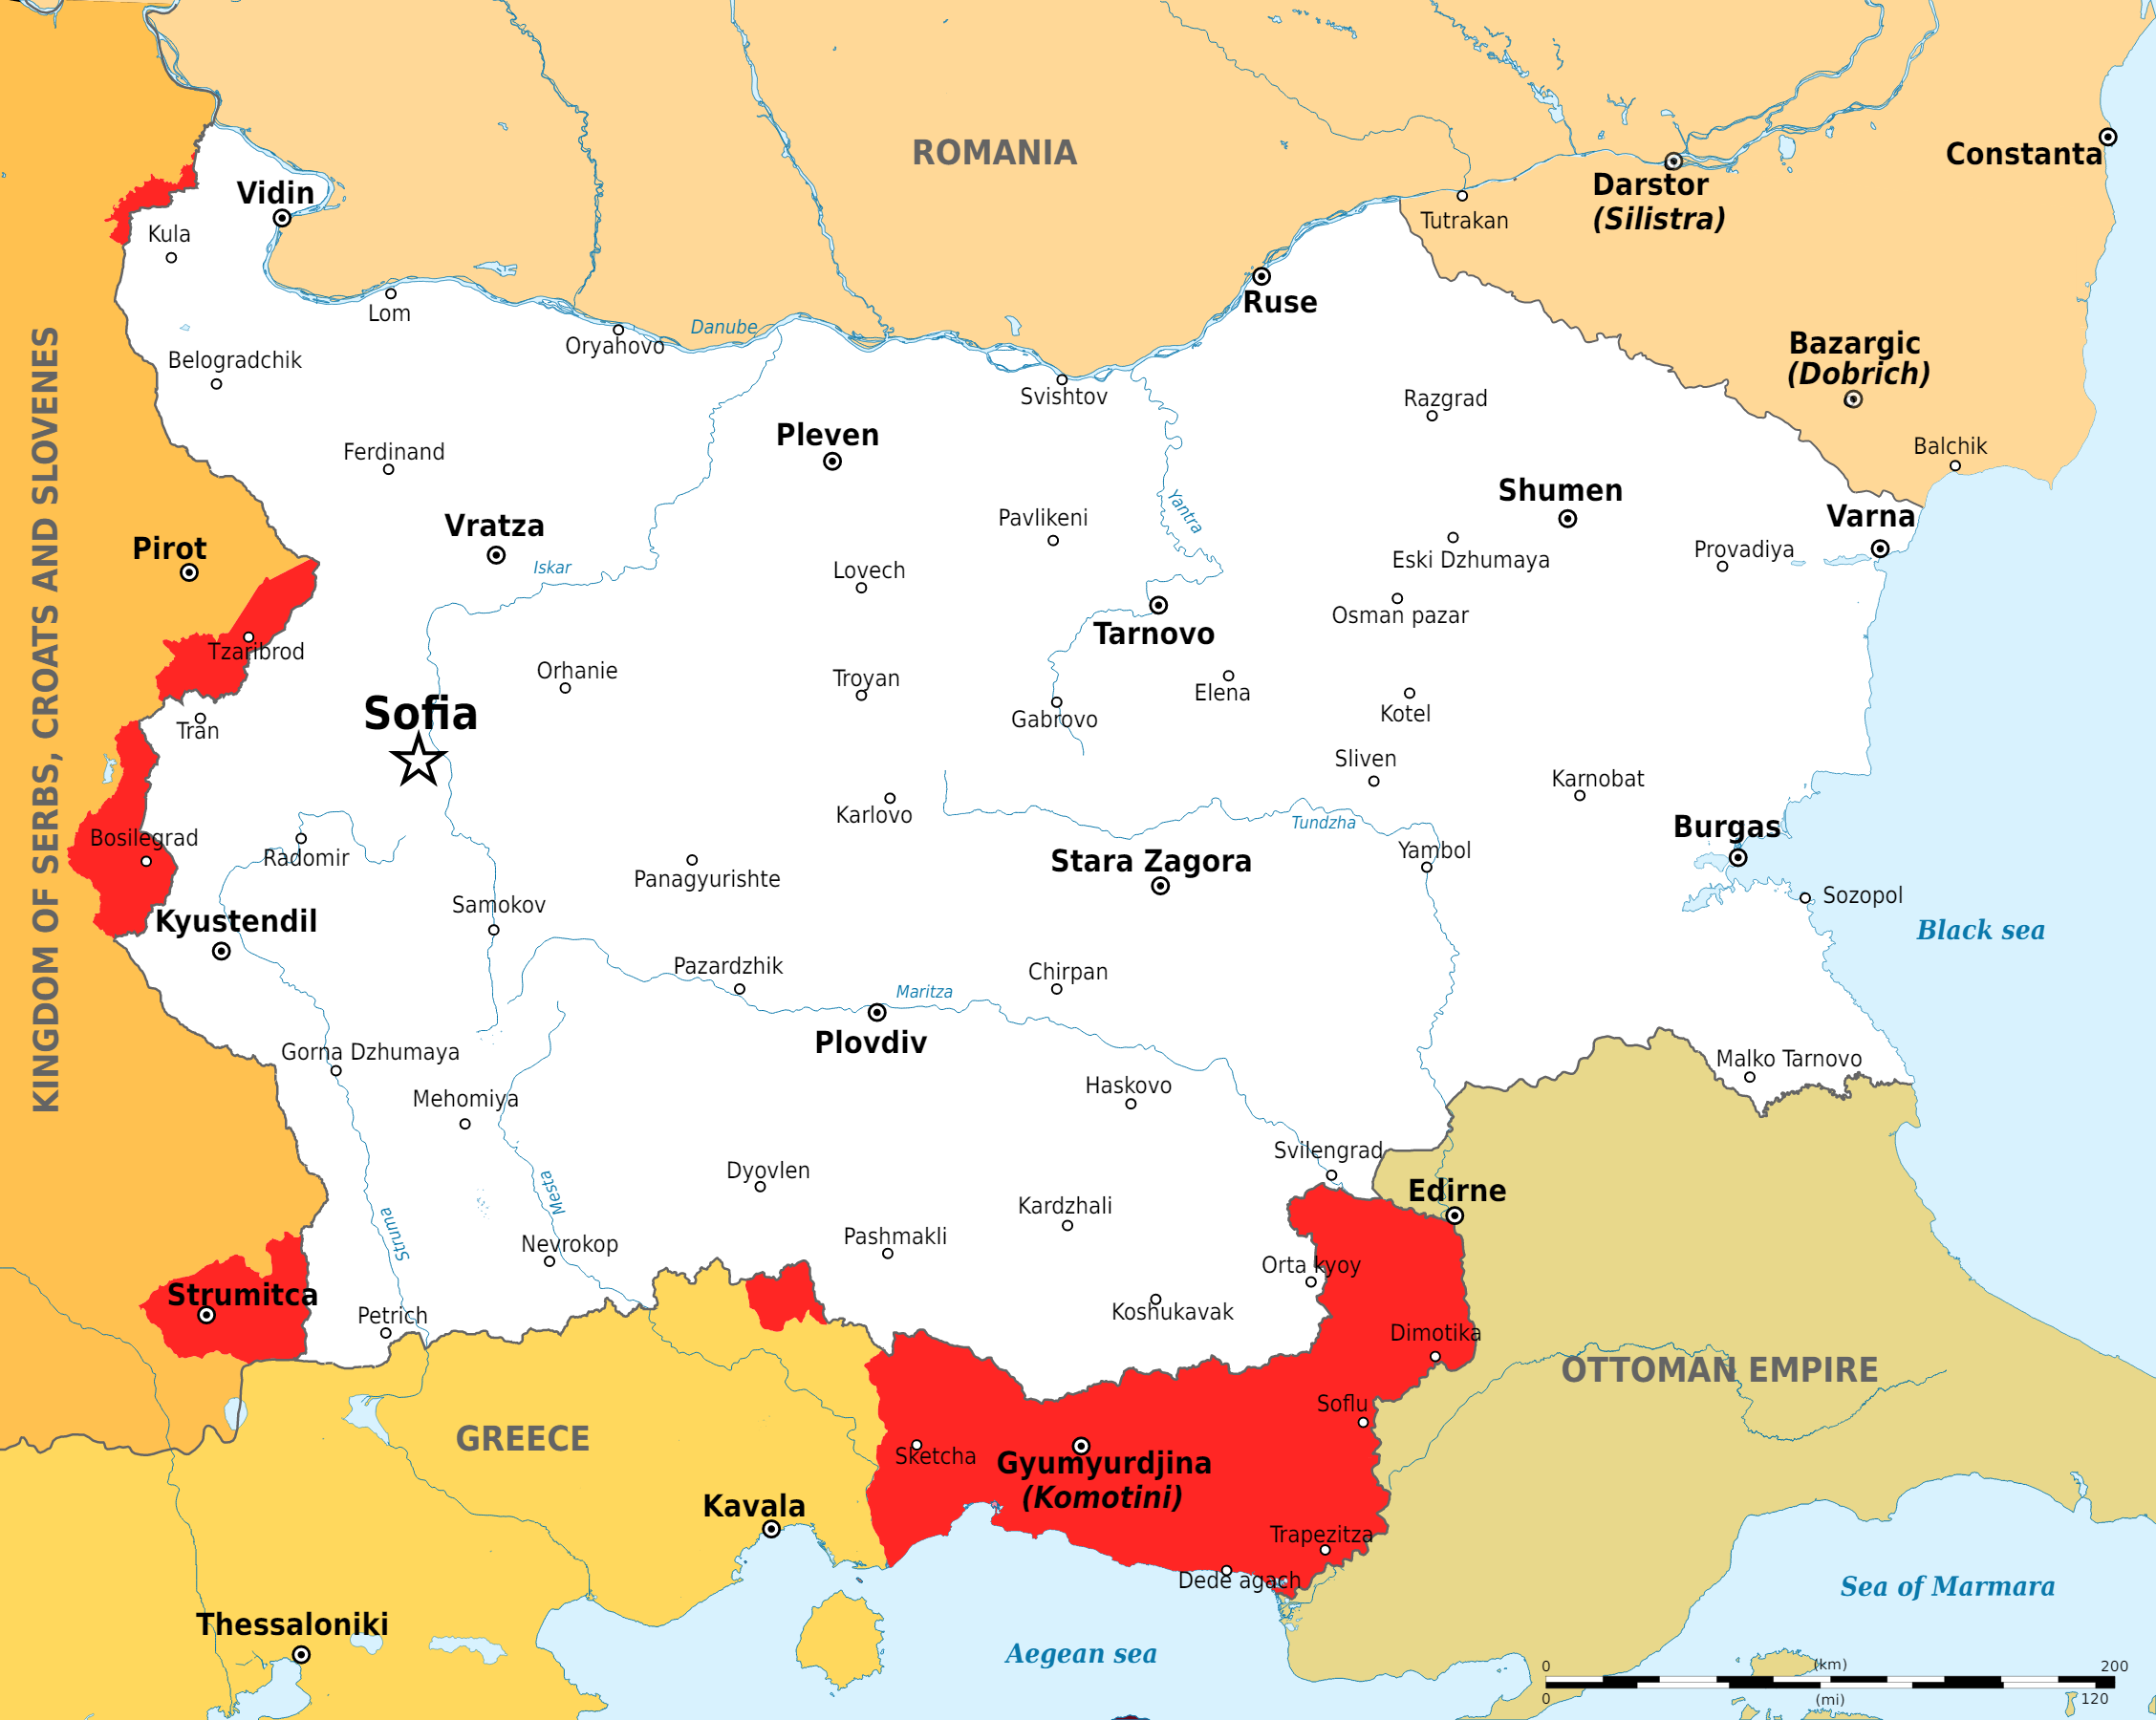 ROMANIA
Constanta
Darstor
(Silistra)
Tutrakan
Vidin
Kula
Ruse
Lom
Danube
Oryahovo
Belogradchik
Svishtov
Razgrad
Bazargic
(Dobrich)
Balchik
Ferdinand
Pleven
Shumen
Varna
Pavlikeni
Yantra
Vratza
Pirot
Iskar
Lovech
Eski Dzhumaya
Provadiya
Osman pazar
Tarnovo
Tzaribrod
Orhanie
Troyan
Elena
Gabrovo
Kotel
Tran
Sofia
Sliven
Karnobat
Karlovo
Tundzha
Burgas
KINGDOM OF SERBS, CROATS AND SLOVENES
Bosilegrad
Radomir
Panagyurishte
Stara Zagora
Yambol
Sozopol
Samokov
Kyustendil
Black sea
Pazardzhik
Chirpan
Maritza
Plovdiv
Gorna Dzhumaya
Malko Tarnovo
Mehomiya
Haskovo
Svilengrad
Dyovlen
Mesta
Edirne
Kardzhali
Struma
Nevrokop
Pashmakli
Orta kyoy
Strumitca
Petrich
Koshukavak
Dimotika
OTTOMAN EMPIRE
Soflu
GREECE
Sketcha
Gyumyurdjina
(Komotini)
Kavala
Trapezitza
Dede agach
Sea of Marmara
Thessaloniki
Aegean sea
0 (km) 200
0 (mi) 120